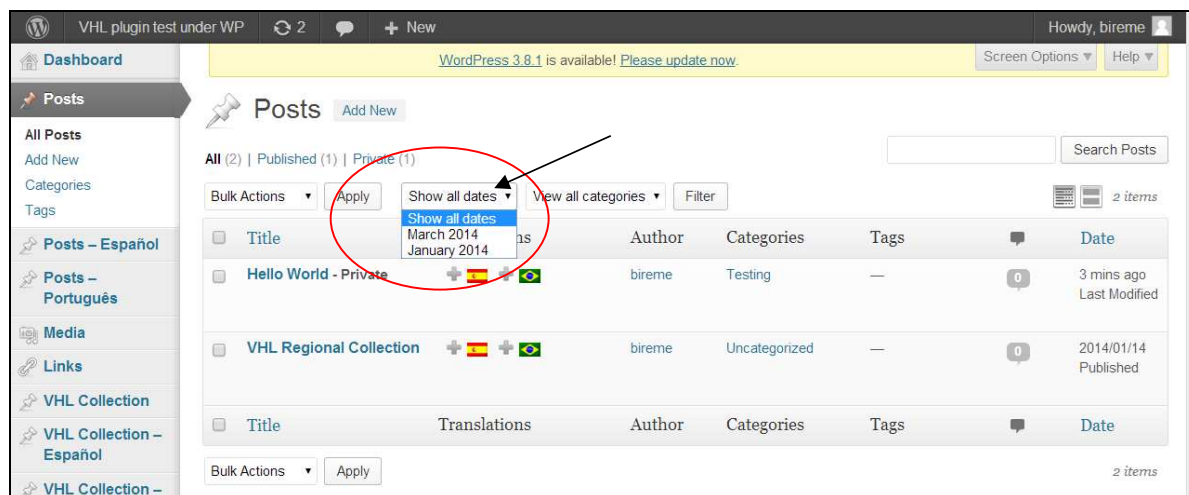 VHL plugin test under WP 2 + New Howdy, bireme
WordPress 3.8.1 is available! Please update now.
Screen Options ▼ Help ▼
Dashboard
Posts
All Posts
Add New
Categories
Tags
Posts – Español
Posts –
Português
Media
Links
VHL Collection
VHL Collection –
Español
VHL Collection –
Posts Add New
All (2) | Published (1) | Private (1)
Search Posts
Bulk Actions ▼ Apply Show all dates ▼ View all categories ▼ Filter 2 items
Show all dates
March 2014
January 2014
Title ns Author Categories Tags Date
Hello World - Private bireme Testing — 0 3 mins ago
Last Modified
VHL Regional Collection bireme Uncategorized — 0 2014/01/14
Published
Title Translations Author Categories Tags Date
Bulk Actions ▼ Apply 2 items